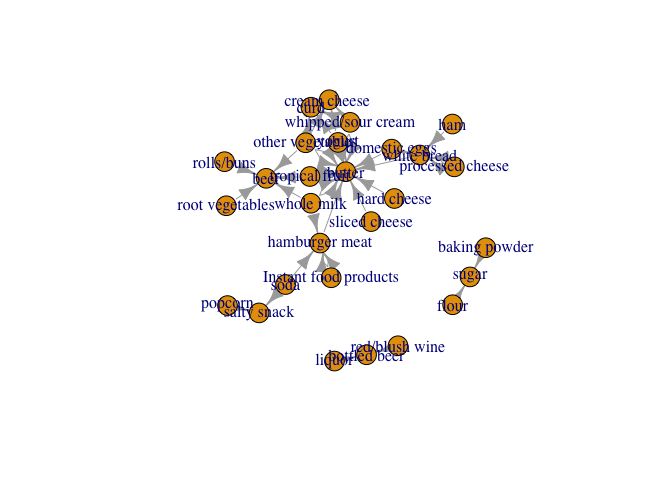 cream cheese
curd
whipped/sour cream
ham
other vegetables
yogurt
domestic eggs
white bread
rolls/buns
processed cheese
beef
tropical fruit
butter
root vegetables
whole milk
hard cheese
sliced cheese
hamburger meat
baking powder
Instant food products
sugar
soda
popcorn
salty snack
flour
red/blush wine
bottled beer
liquor